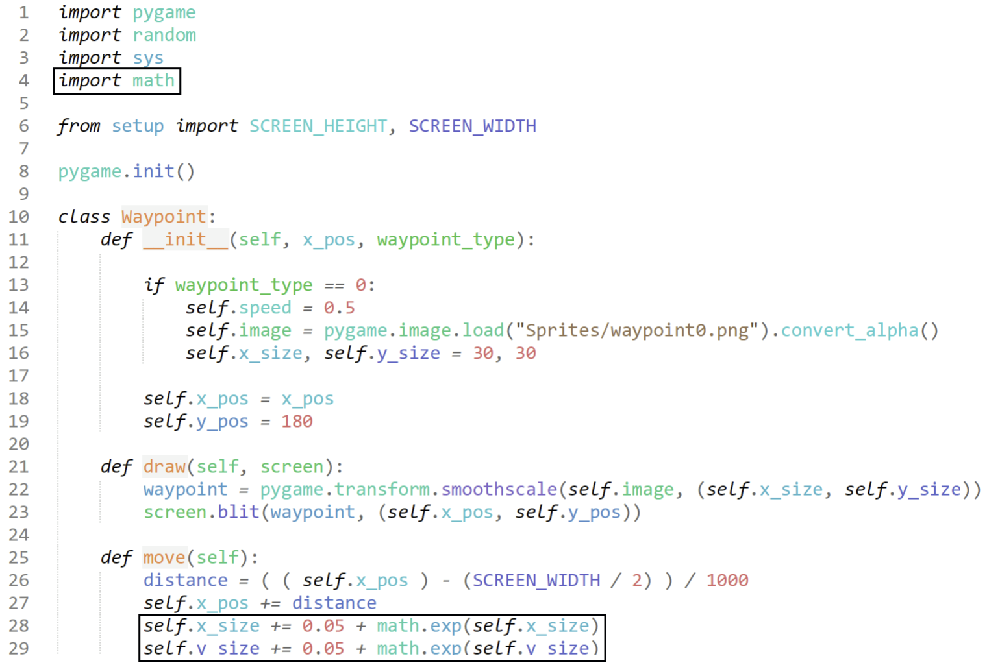 1 import pygame
2 import random
3 import sys
4 import math
5
6 from setup import SCREEN_HEIGHT, SCREEN_WIDTH
7
8 pygame.init()
9
10 class Waypoint:
11 def __init__(self, x_pos, waypoint_type):
12
13 if waypoint_type == 0:
14 self.speed = 0.5
15 self.image = pygame.image.load("Sprites/waypoint0.png").convert_alpha()
16 self.x_size, self.y_size = 30, 30
17
18 self.x_pos = x_pos
19 self.y_pos = 180
20
21 def draw(self, screen):
22 waypoint = pygame.transform.smoothscale(self.image, (self.x_size, self.y_size))
23 screen.blit(waypoint, (self.x_pos, self.y_pos))
24
25 def move(self):
26 distance = ( ( self.x_pos ) - (SCREEN_WIDTH / 2) ) / 1000
27 self.x_pos += distance
28 self.x_size += 0.05 + math.exp(self.x_size)
29 self.y_size += 0.05 + math.exp(self.y_size)